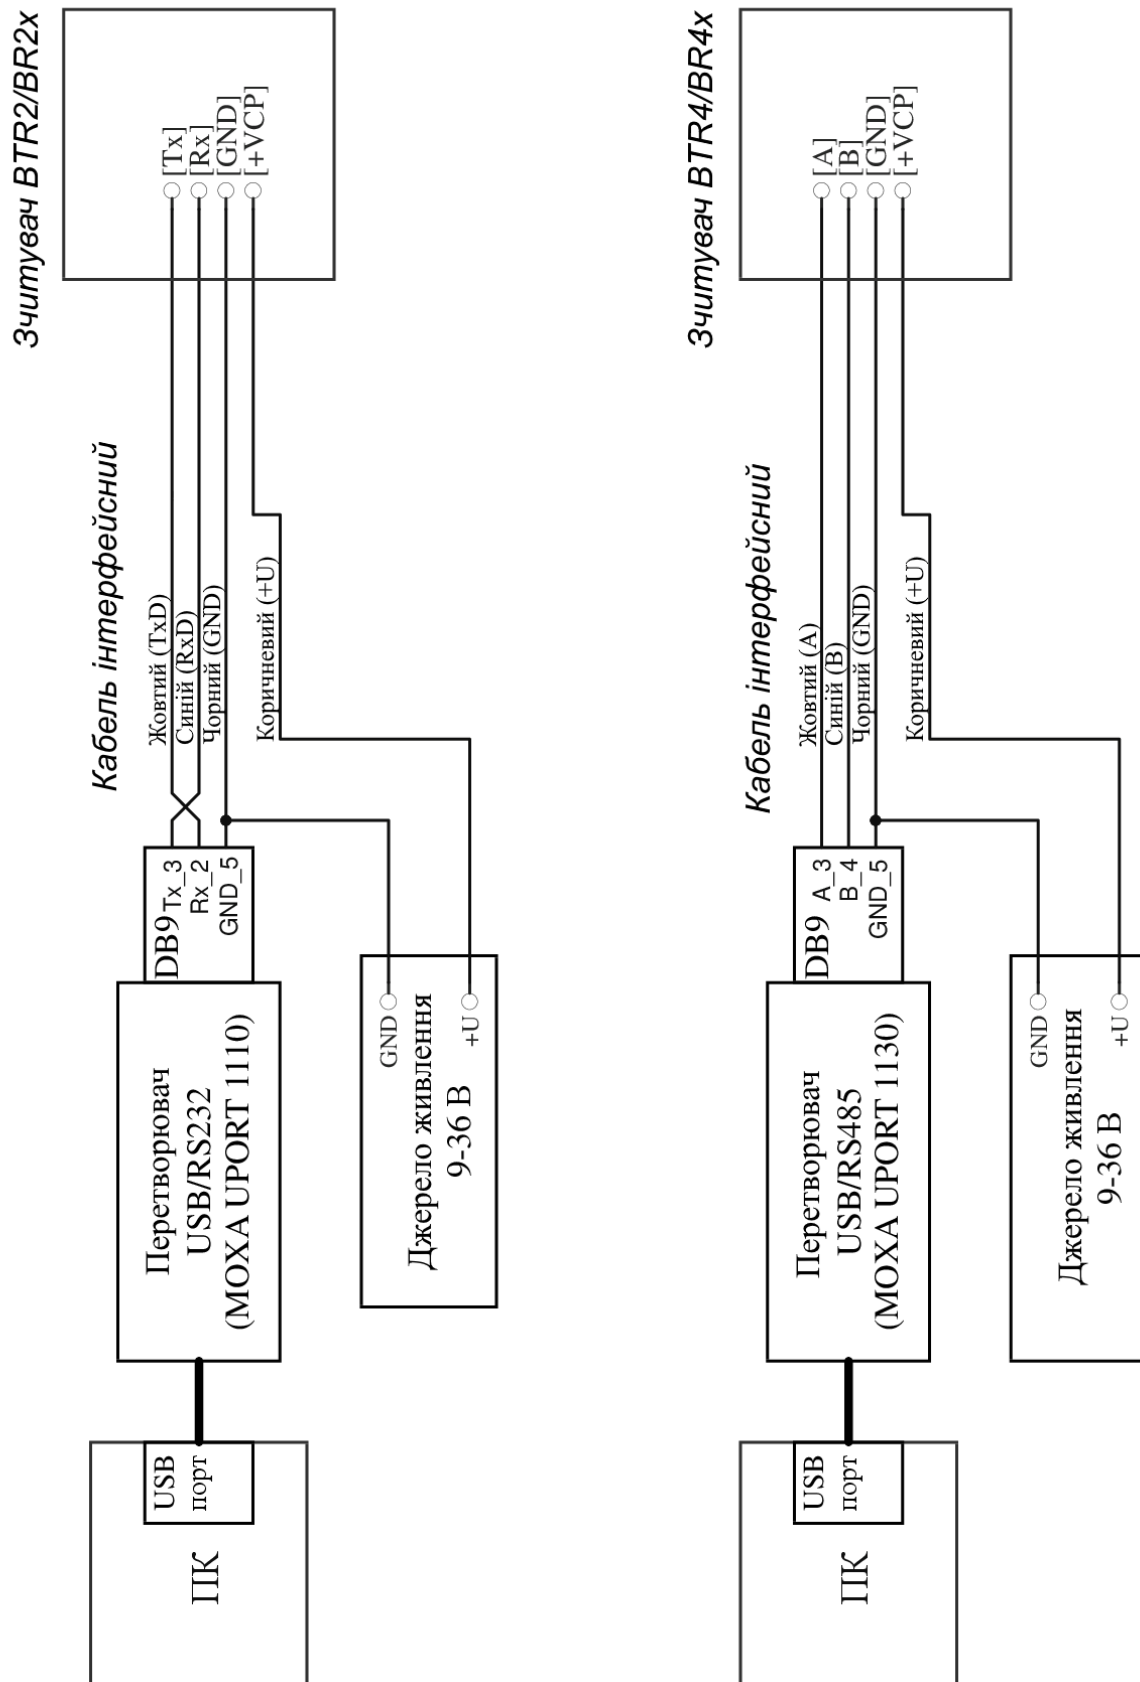 Зчитувач BTR2/BR2x
[Tx]
[Rx]
[GND]
[+VCP]
Кабель інтерфейсний
Жовтий (TxD)
Синій (RxD)
Чорний (GND)
Коричневий (+U)
DB9
Tx_3
Rx_2
GND_5
Перетворювач
USB/RS232
(MOXA UPORT 1110)
GND
+U
Джерело живлення
9-36 В
USB
порт
ПК
Зчитувач BTR4/BR4x
[A]
[B]
[GND]
[+VCP]
Кабель інтерфейсний
Жовтий (A)
Синій (B)
Чорний (GND)
Коричневий (+U)
DB9
A_3
B_4
GND_5
Перетворювач
USB/RS485
(MOXA UPORT 1130)
GND
+U
Джерело живлення
9-36 В
USB
порт
ПК